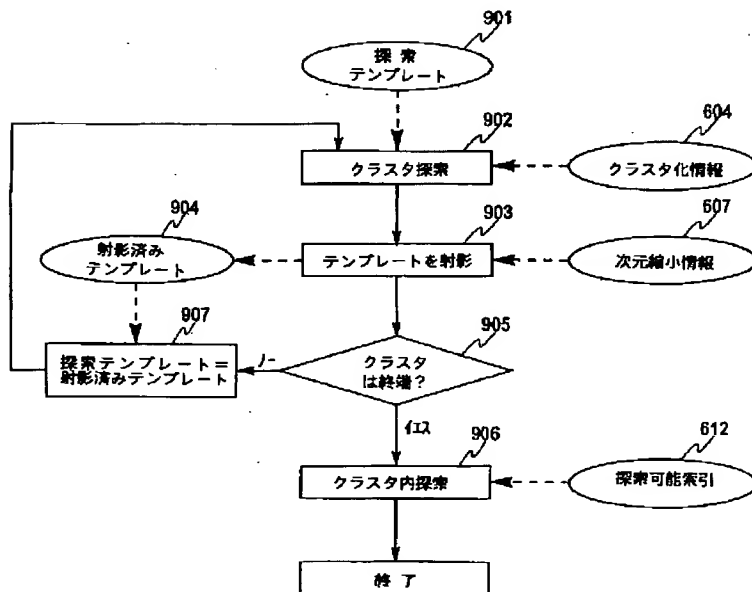 901
探 索
テンプレート
902
クラスタ探索
604
クラスタ化情報
904
射影済み
テンプレート
903
テンプレートを射影
607
次元縮小情報
907
探索テンプレート＝
射影済みテンプレート
ノー
905
クラスタ
は終端？
イエス
906
クラスタ内探索
612
探索可能索引
終 了